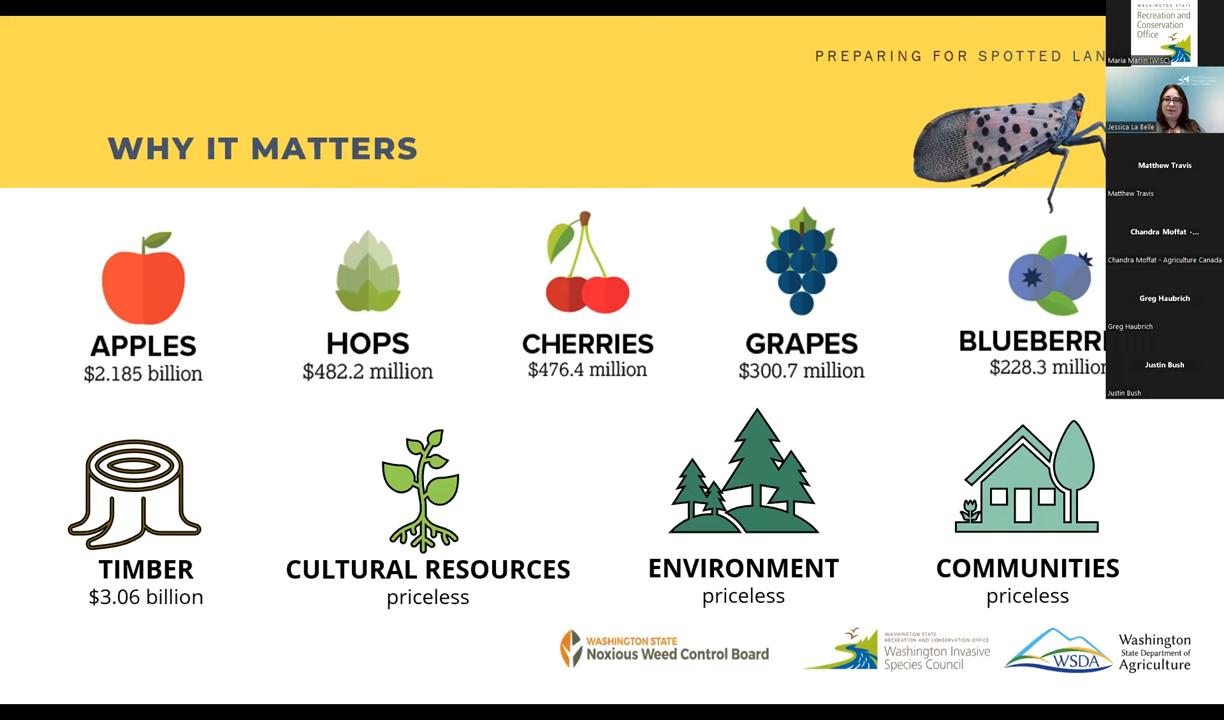 PREPARING FOR SPOTTED LAN
WHY IT MATTERS
APPLES
$2.185 billion
HOPS
$482.2 million
CHERRIES
$476.4 million
GRAPES
$300.7 million
BLUEBERR
$228.3 million
TIMBER
$3.06 billion
CULTURAL RESOURCES
priceless
ENVIRONMENT
priceless
COMMUNITIES
priceless
WASHINGTON STATE
Noxious Weed Control Board
WASHINGTON STATE
RECREATION AND CONSERVATION OFFICE
Washington Invasive
Species Council
WSDA
Washington
State Department of
Agriculture
WASHINGTON STATE
Recreation and
Conservation
Office
Maria Marlin (WISC)
Jessica La Belle
Matthew Travis
Matthew Travis
Chandra Moffat -...
Chandra Moffat - Agriculture Canada
Greg Haubrich
Greg Haubrich
Justin Bush
Justin Bush